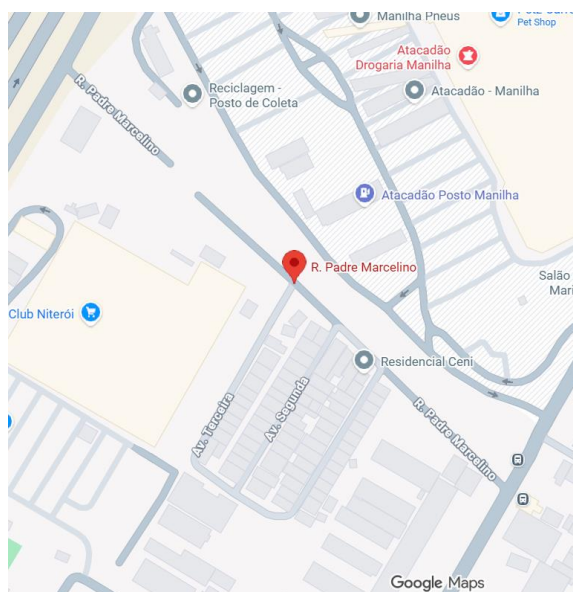 Manilha Pneus
Pet Shop
Atacadão
Drogaria Manilha
Reciclagem -
Posto de Coleta
Atacadão - Manilha
R. Padre Marcelino
Atacadão Posto Manilha
R. Padre Marcelino
Salão
Mari
Club Niterói
Residencial Ceni
Av. Terceira
Av. Segunda
R. Padre Marcelino
Google Maps